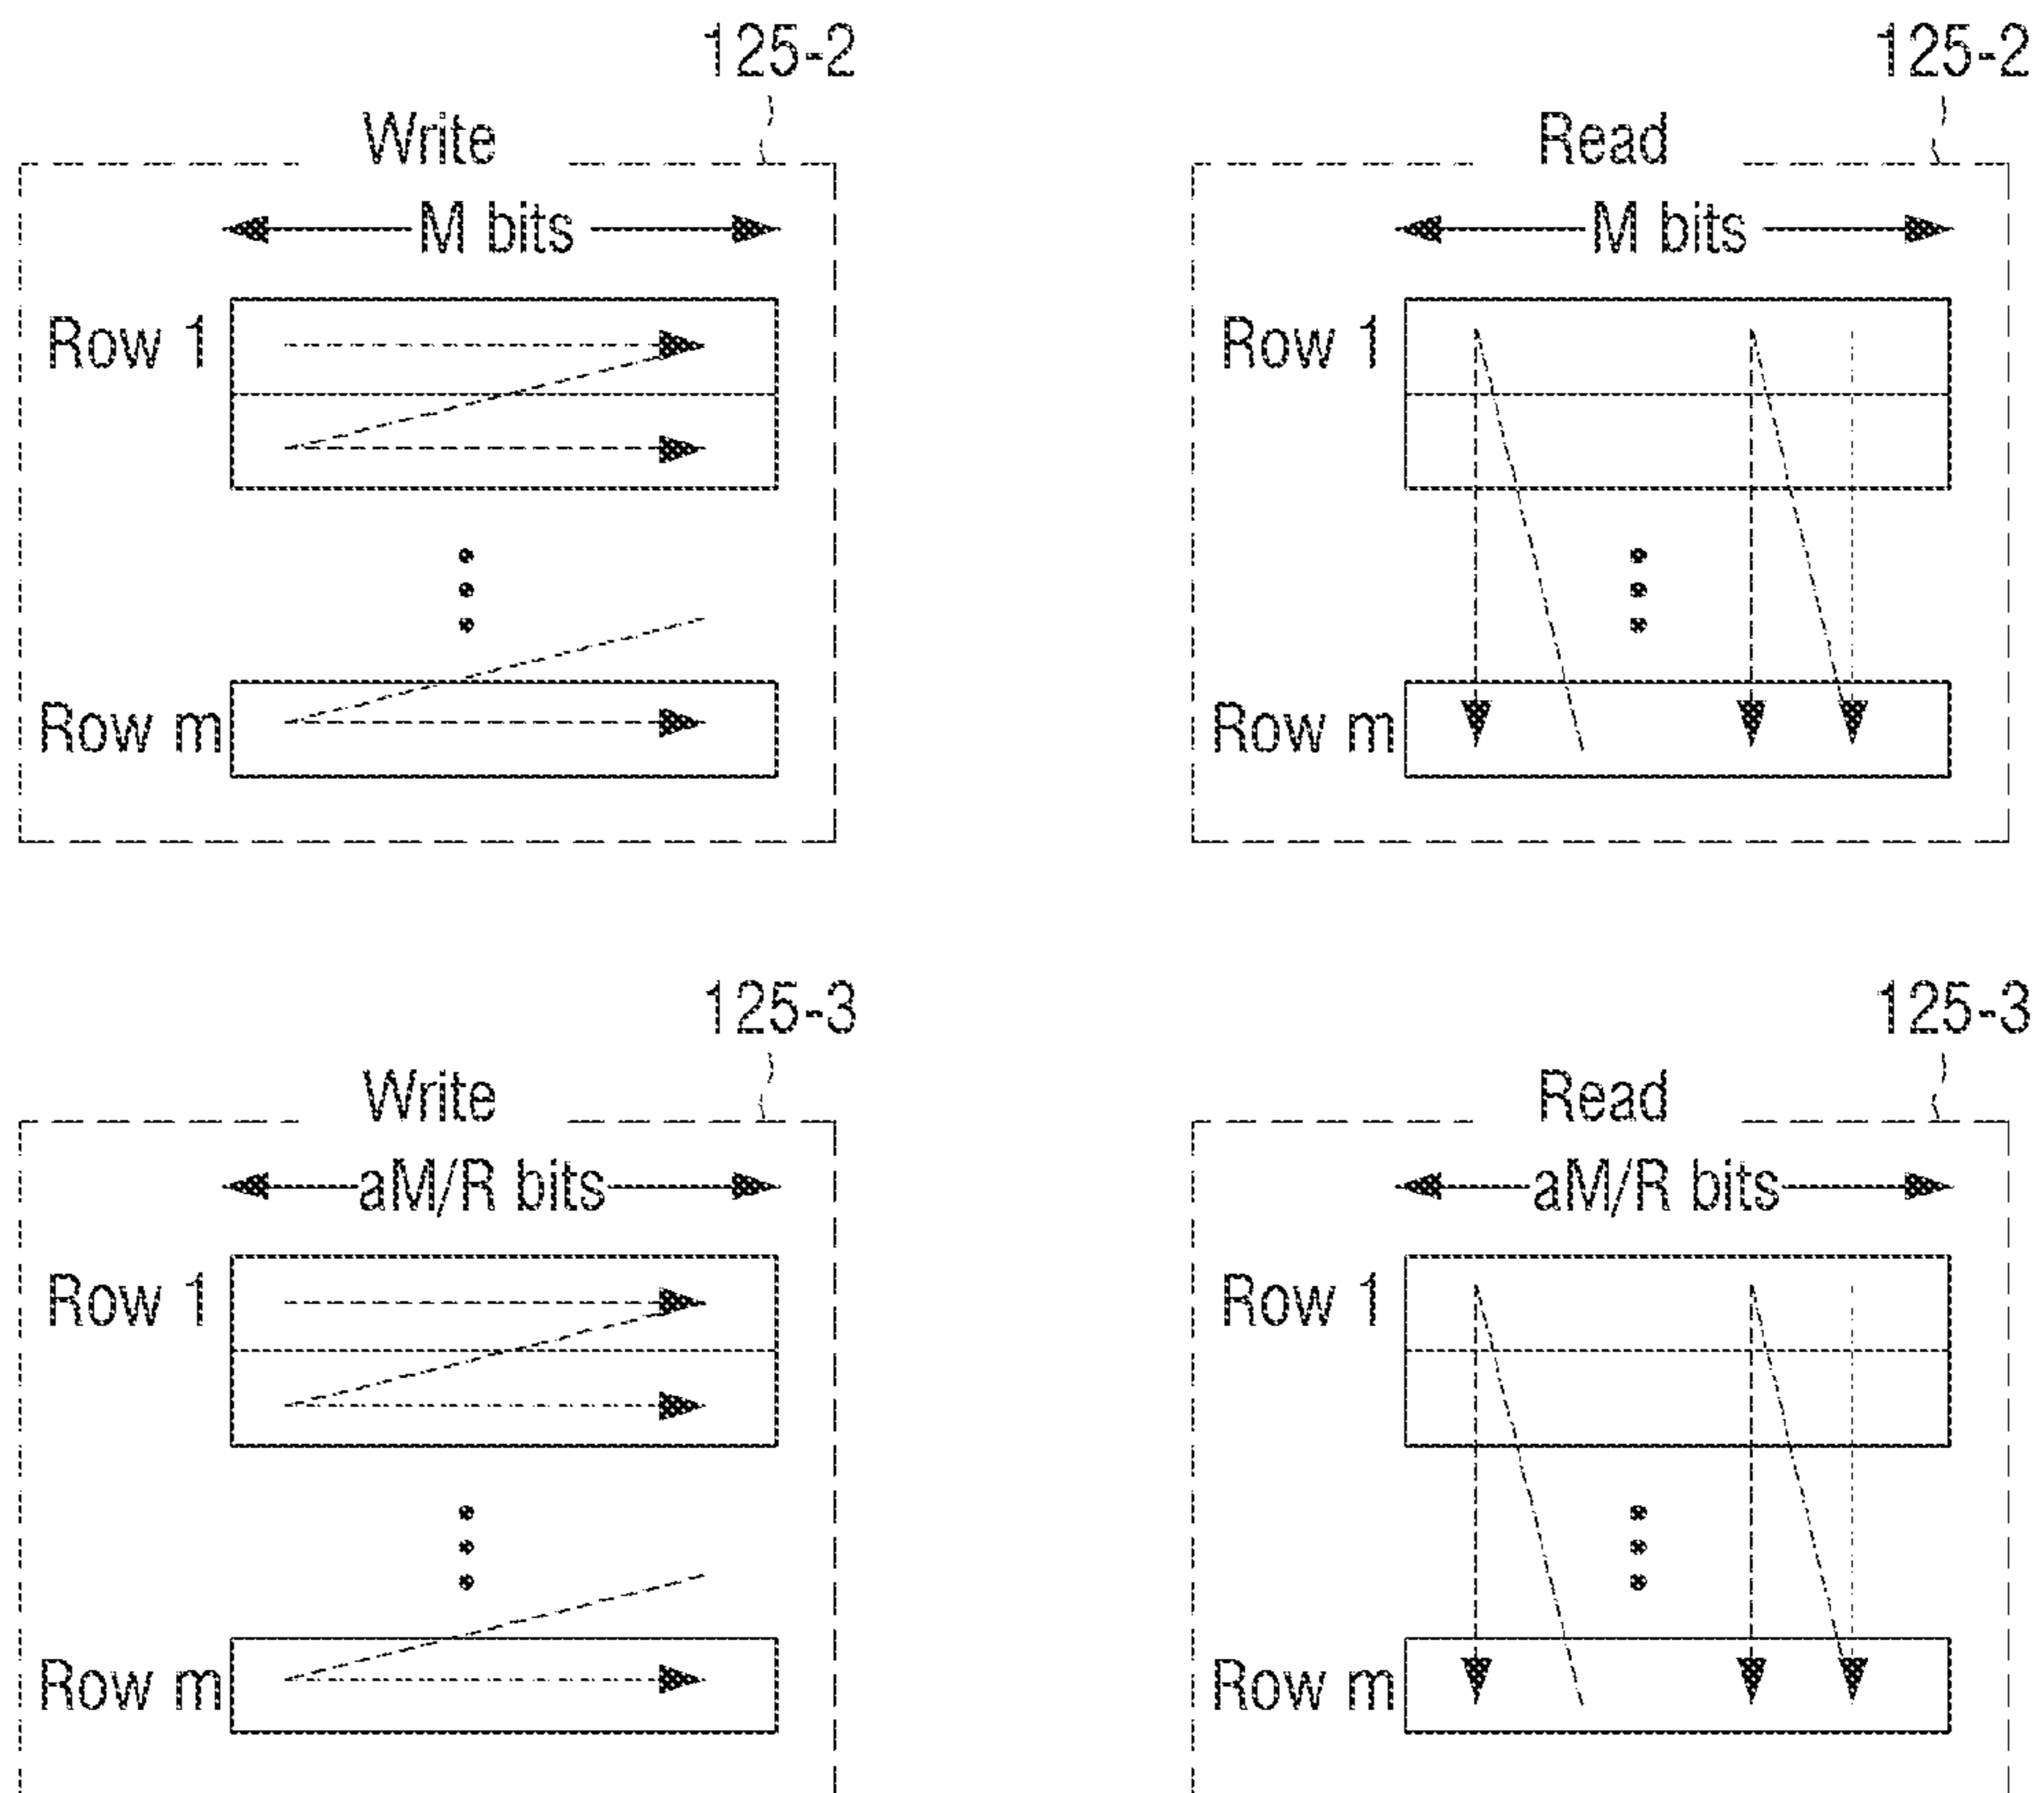 125-2
Write
M bits
Row 1
Row m
125-2
Read
M bits
Row 1
Row m
125-3
Write
aM/R bits
Row 1
Row m
125-3
Read
aM/R bits
Row 1
Row m